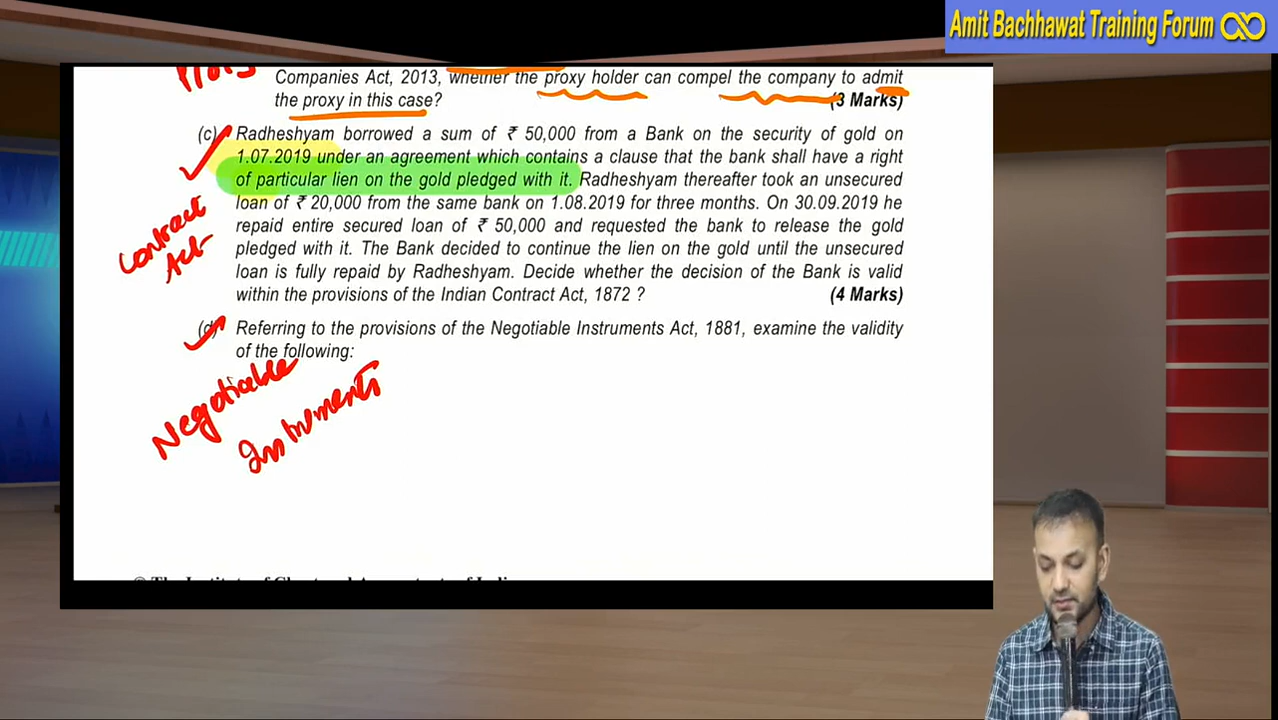 Amit Bachhawat Training Forum
Companies Act, 2013, whether the proxy holder can compel the company to admit
the proxy in this case?
(3 Marks)
(c) Radheshyam borrowed a sum of ₹ 50,000 from a Bank on the security of gold on
1.07.2019 under an agreement which contains a clause that the bank shall have a right
of particular lien on the gold pledged with it. Radheshyam thereafter took an unsecured
loan of ₹ 20,000 from the same bank on 1.08.2019 for three months. On 30.09.2019 he
repaid entire secured loan of ₹ 50,000 and requested the bank to release the gold
pledged with it. The Bank decided to continue the lien on the gold until the unsecured
loan is fully repaid by Radheshyam. Decide whether the decision of the Bank is valid
within the provisions of the Indian Contract Act, 1872 ?
(4 Marks)
Contract
Act
(d) Referring to the provisions of the Negotiable Instruments Act, 1881, examine the validity
of the following:
Negotiable
Instruments